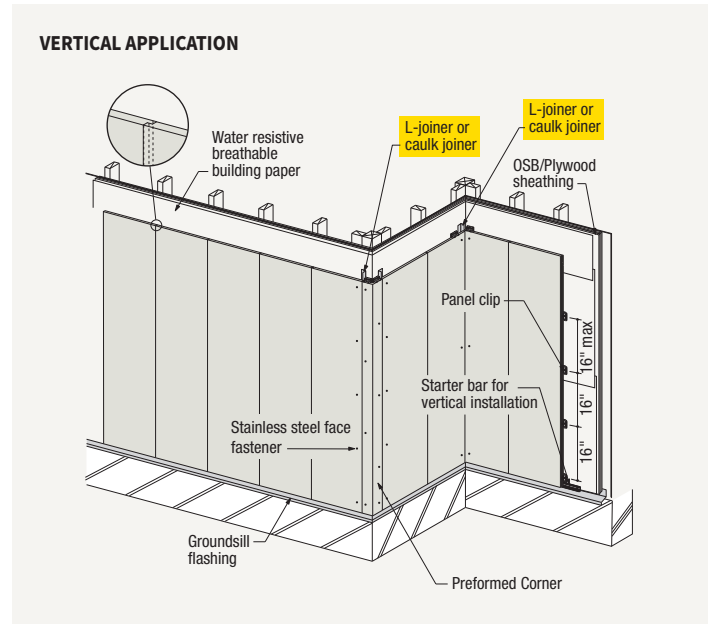 VERTICAL APPLICATION
L-joiner or
caulk joiner
L-joiner or
caulk joiner
Water resistive
breathable
building paper
OSB/Plywood
sheathing
Panel clip
16" max
Starter bar for
vertical installation
16"
16"
Stainless steel face
fastener
Groundsill
flashing
Preformed Corner